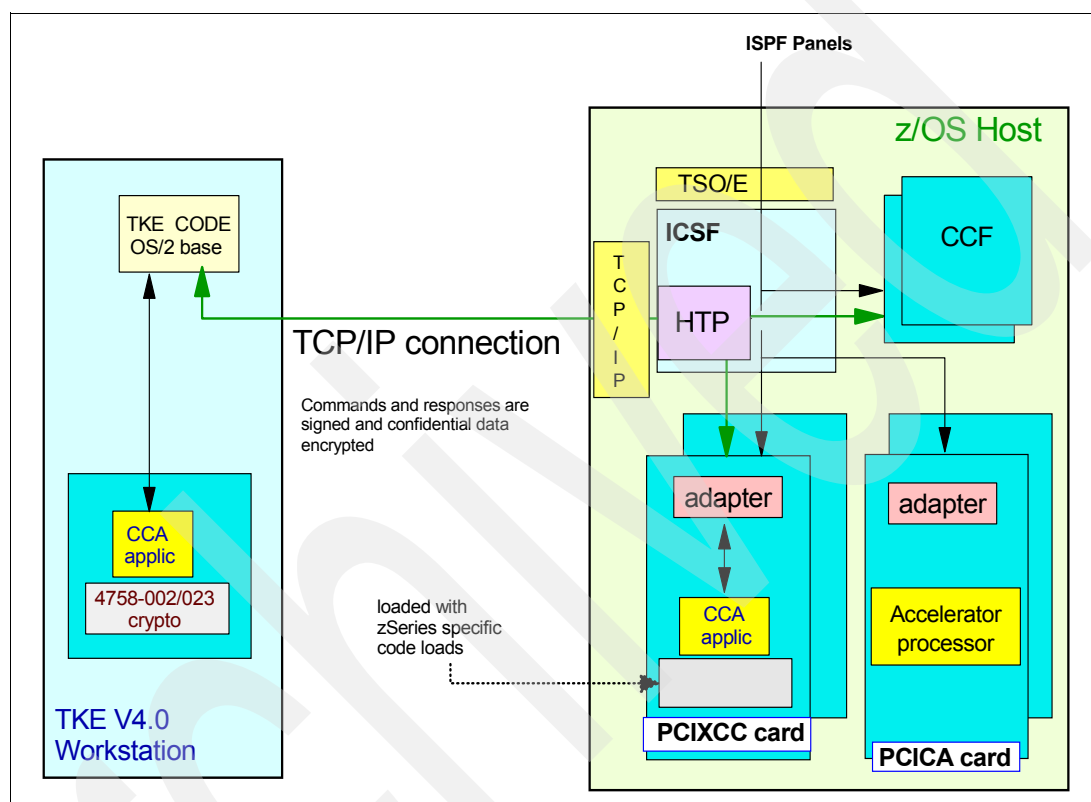 ISPF Panels
z/OS Host
TSO/E
TKE CODE
OS/2 base
ICSF
CCF
T
C
P
/
I
P
HTP
TCP/IP connection
Commands and responses are
signed and confidential data
encrypted
adapter
adapter
CCA
applic
4758-002/023
crypto
loaded with
zSeries specific
code loads
CCA
applic
Accelerator
processor
TKE V4.0
Workstation
PCIXCC card
PCICA card